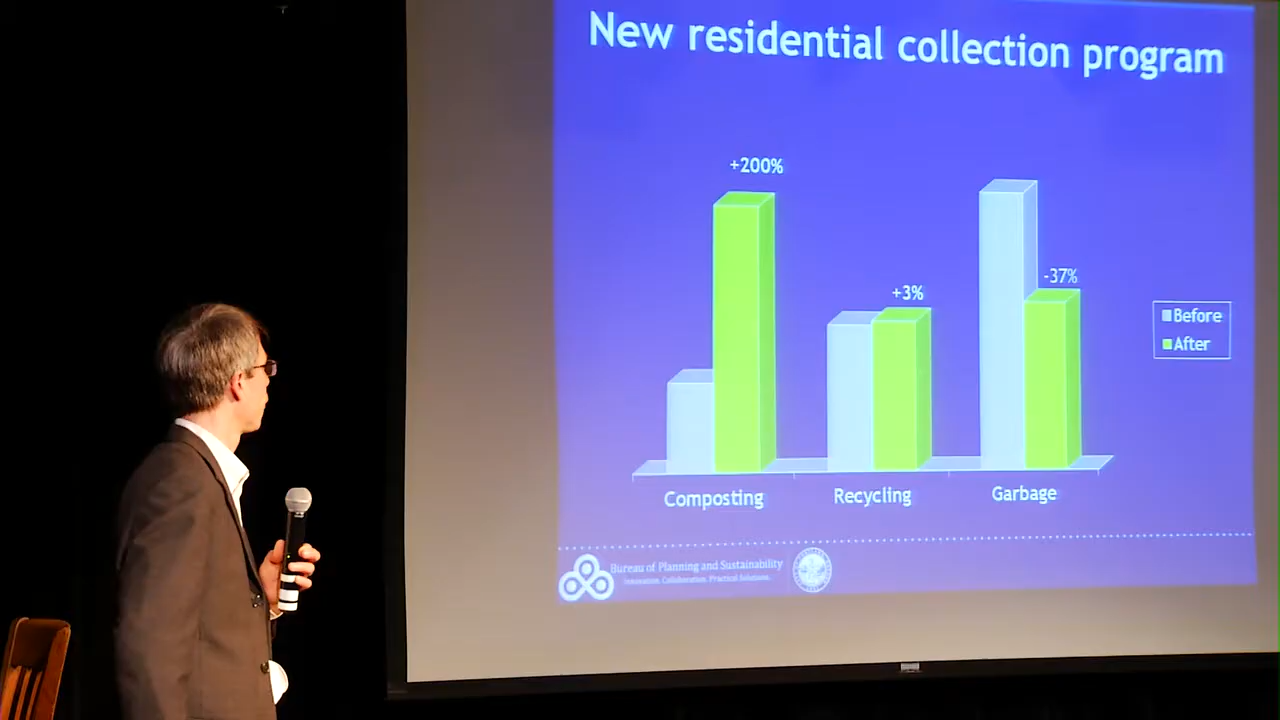 New residential collection program
+200%
+3%
-37%
Before
After
Composting
Recycling
Garbage
Bureau of Planning and Sustainability
Innovation. Collaboration. Practical Solutions.